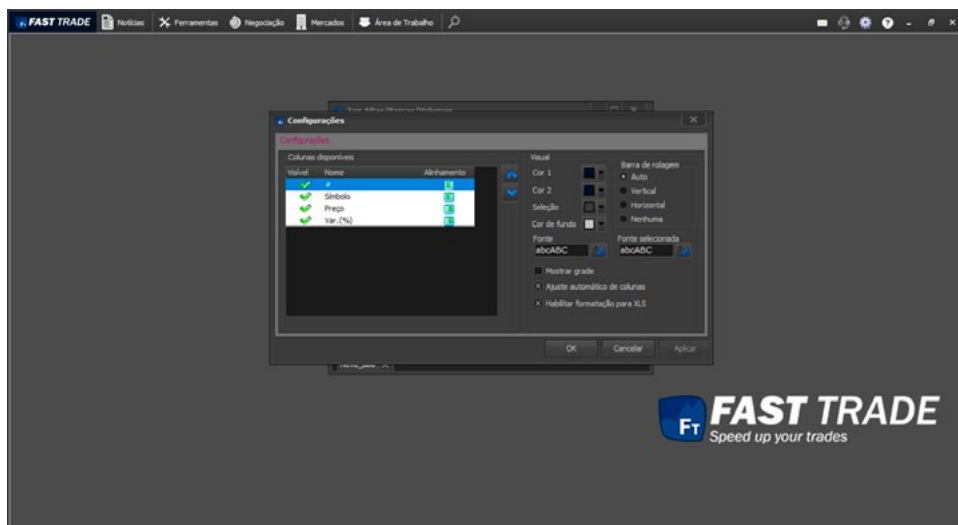 FAST TRADE Notícias Ferramentas Negociação Mercados Área de Trabalho
Configurações
Configurações
Colunas disponíveis
Visível Nome Alinhamento
#
Símbolo
Preço
Var.(%)
Visual
Cor 1
Cor 2
Seleção
Cor de fundo
Barra de rolagem
Auto
Vertical
Horizontal
Nenhuma
Fonte
abcABC
Fonte selecionada
abcABC
Mostrar grade
Ajuste automático de colunas
Habilitar formatação para XLS
OK Cancelar Aplicar
FT
FAST TRADE
Speed up your trades